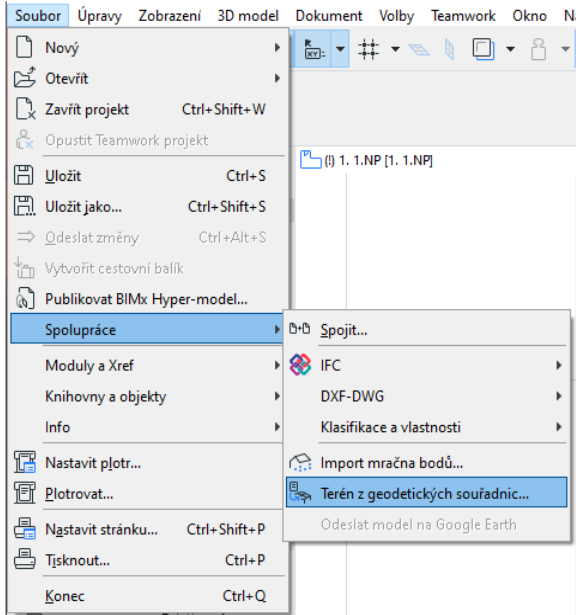 Soubor Úpravy Zobrazení 3D model Dokument Volby Teamwork Okno
Nový
Otevřít
Zavřít projekt Ctrl+Shift+W
Opustit Teamwork projekt
(!) 1. 1.NP [1. 1.NP]
Uložit Ctrl+S
Uložit jako... Ctrl+Shift+S
Odeslat změny Ctrl+Alt+S
Vytvořit cestovní balík
Publikovat BIMx Hyper-model...
Spolupráce
Spojit...
Moduly a Xref
IFC
Knihovny a objekty
DXF-DWG
Info
Klasifikace a vlastnosti
Nastavit plotr...
Import mračna bodů...
Plotrovat...
Terén z geodetických souřadnic...
Nastavit stránku... Ctrl+Shift+P
Odeslat model na Google Earth
Tisknout... Ctrl+P
Konec Ctrl+Q